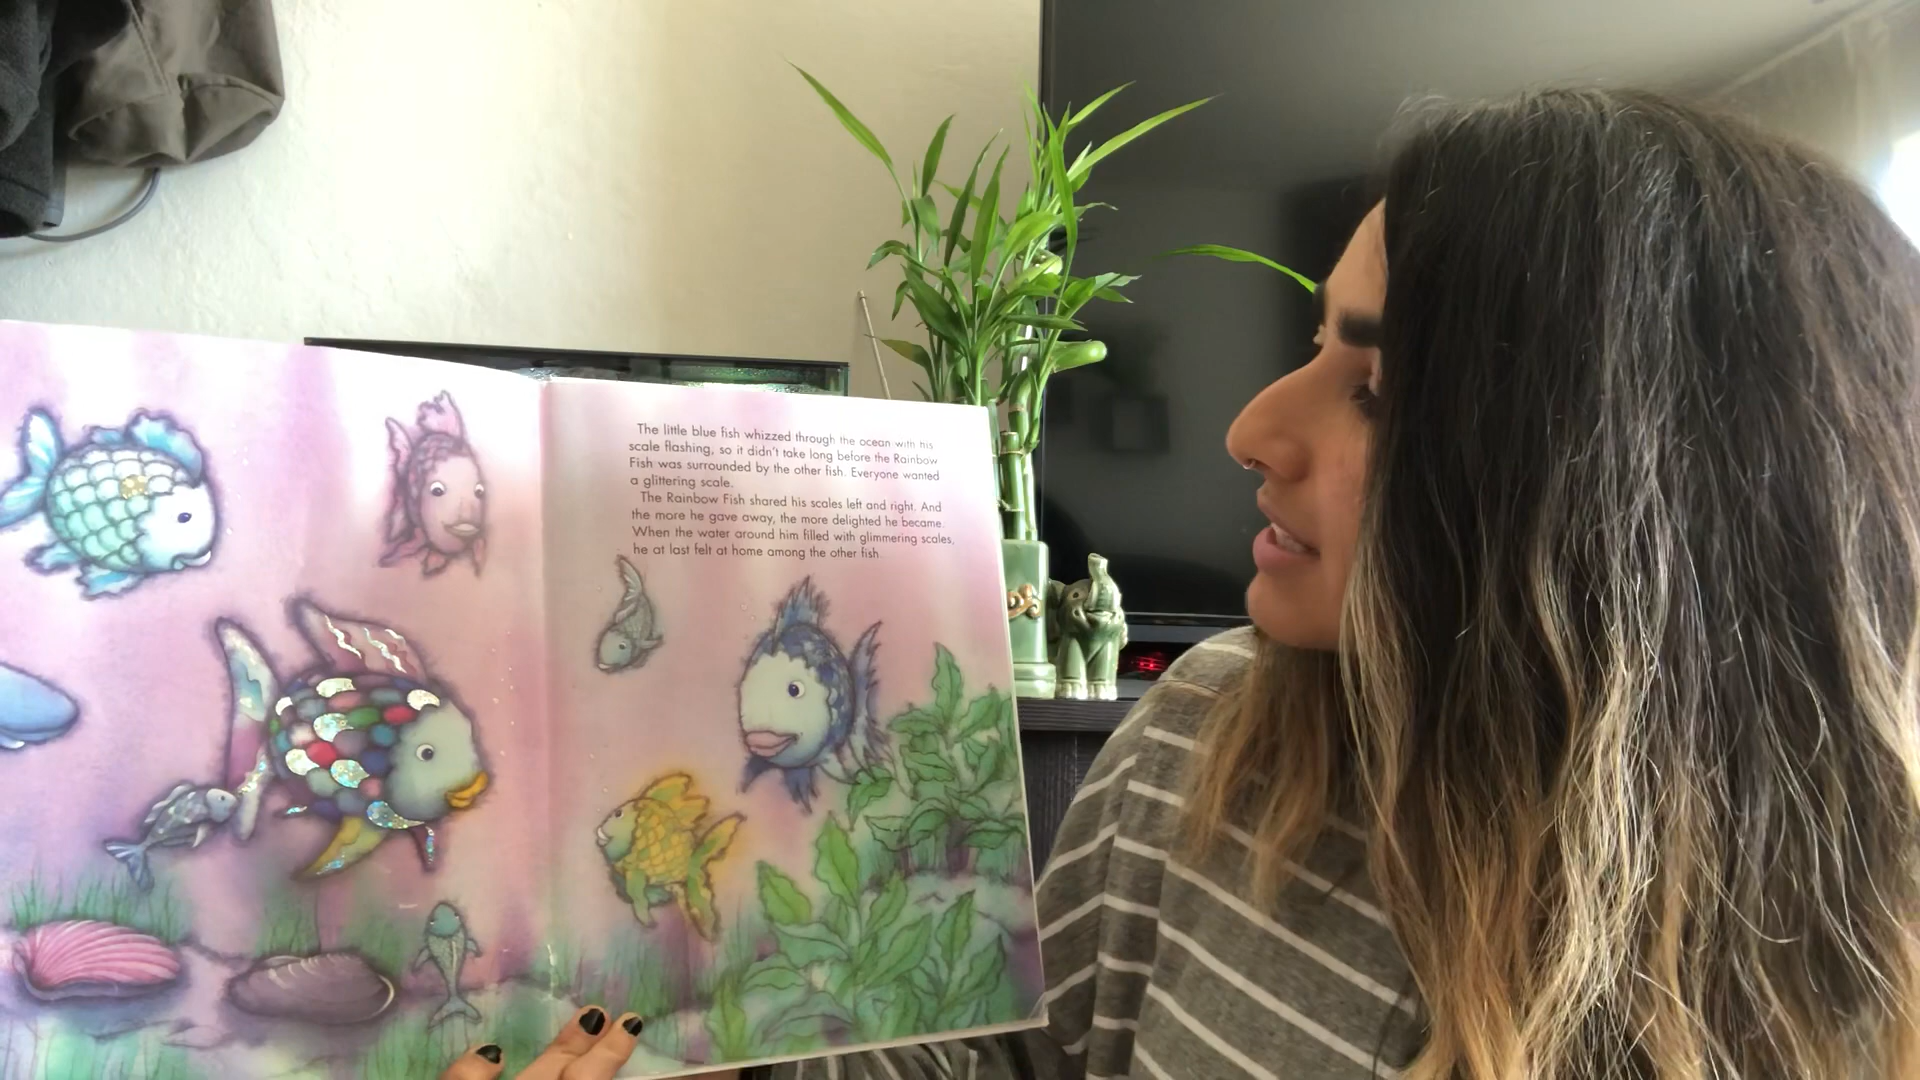 The little blue fish whizzed through the ocean with his
scale flashing, so it didn't take long before the Rainbow
Fish was surrounded by the other fish. Everyone wanted
a glittering scale.
The Rainbow Fish shared his scales left and right. And
the more he gave away, the more delighted he became.
When the water around him filled with glimmering scales,
he at last felt at home among the other fish.